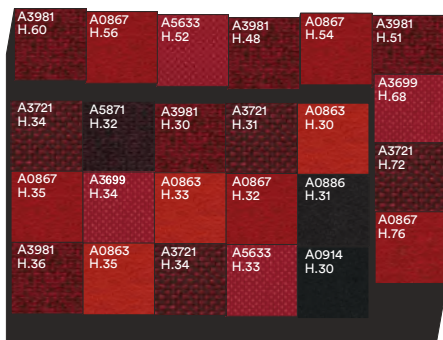 A3981
H.60
A0867
H.56
A5633
H.52
A3981
H.48
A0867
H.54
A3981
H.51
A3699
H.68
A3721
H.34
A5871
H.32
A3981
H.30
A3721
H.31
A0863
H.30
A3721
H.72
A0867
H.35
A3699
H.34
A0863
H.33
A0867
H.32
A0886
H.31
A0867
H.76
A3981
H.36
A0863
H.35
A3721
H.34
A5633
H.33
A0914
H.30